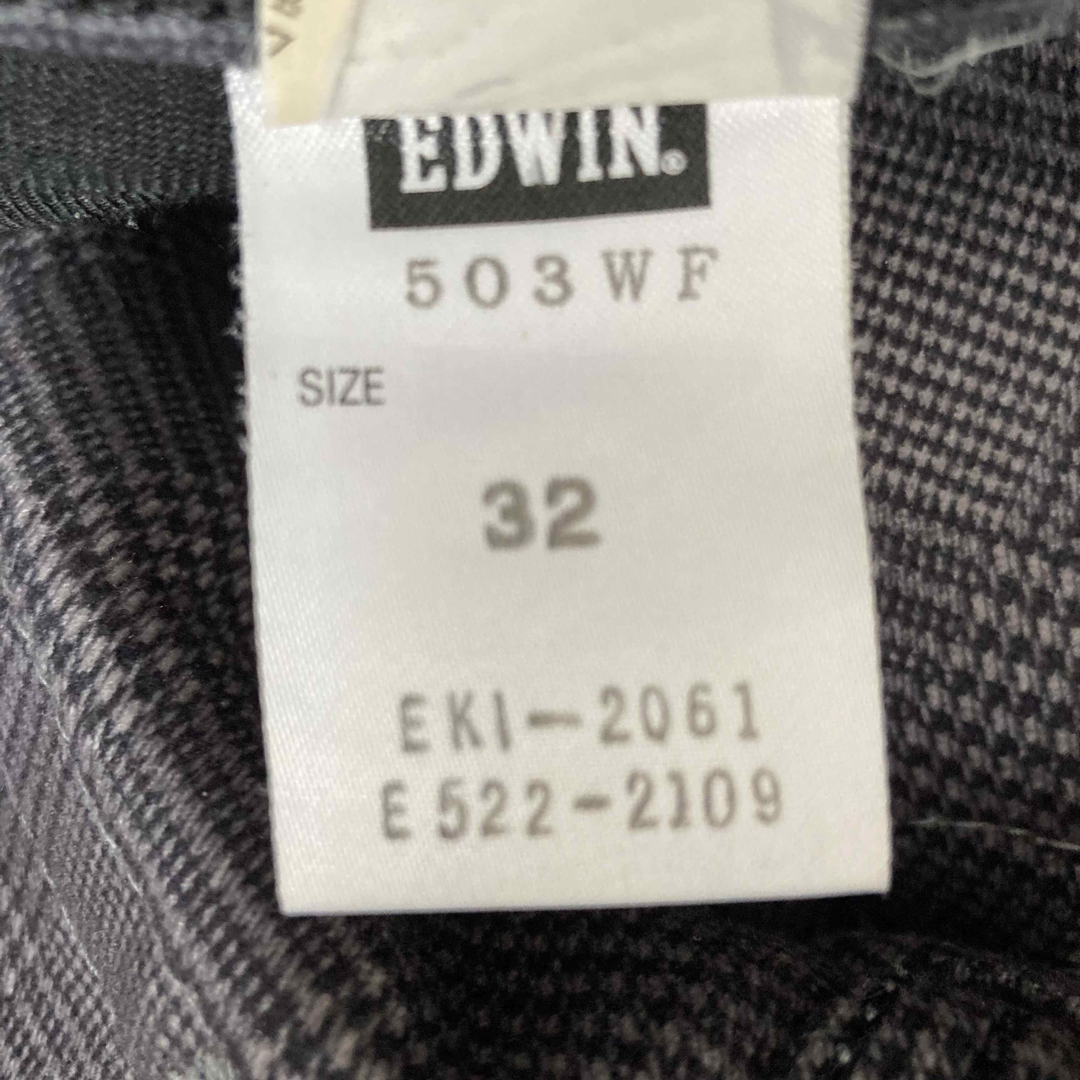 EDWIN.®
503WF
SIZE
32
EKI-2061
E522-2109